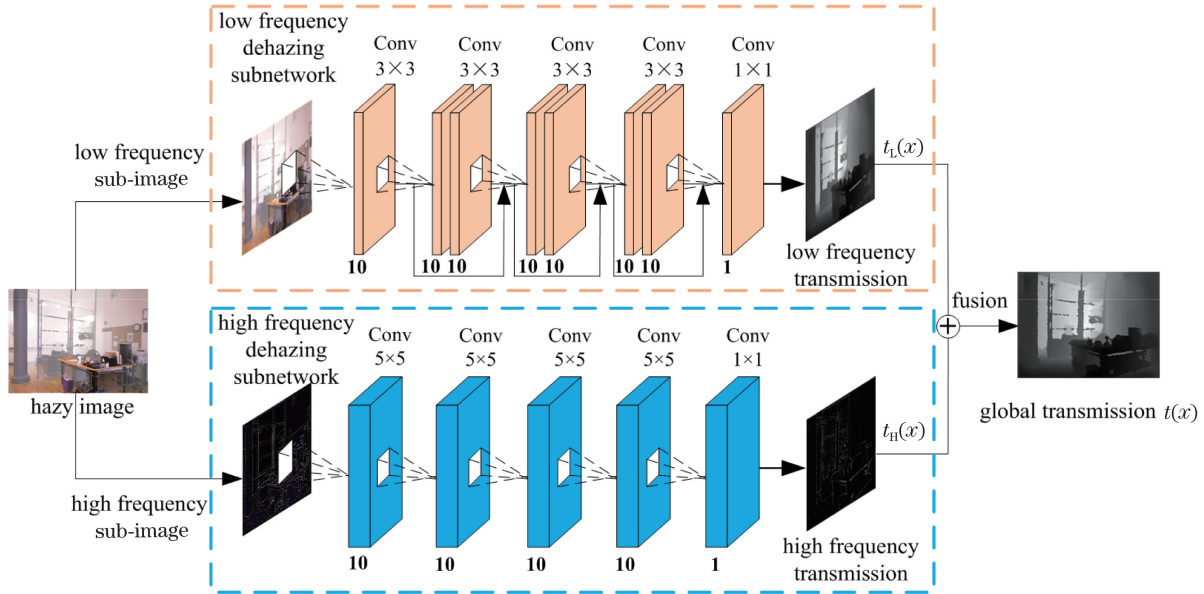 low frequency
dehazing
subnetwork
Conv Conv Conv Conv Conv
3×3 3×3 3×3 3×3 1×1
low frequency
sub-image
t_L(x)
10 10 10 10 10 10 10 1
low frequency
transmission
fusion
hazy image
global transmission t(x)
high frequency
dehazing
subnetwork
Conv Conv Conv Conv Conv
5×5 5×5 5×5 5×5 1×1
t_H(x)
high frequency
sub-image
10 10 10 10 1
high frequency
transmission